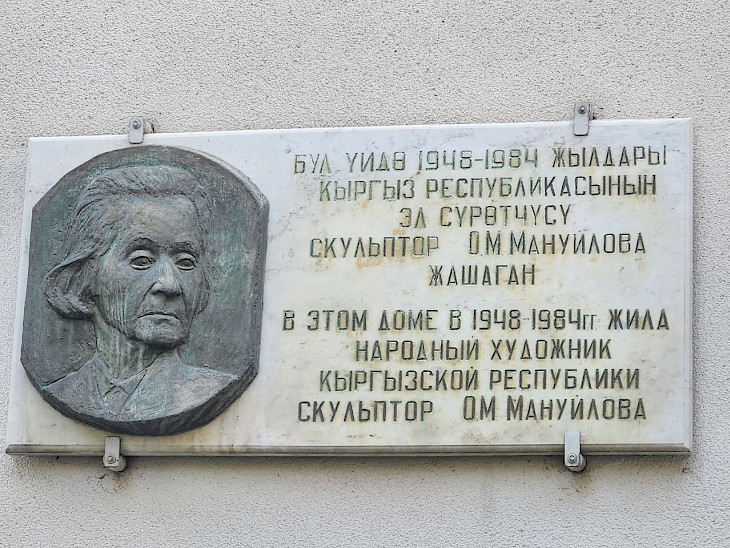 БУЛ ҮЙДӨ 1948-1984 ЖЫЛДАРЫ
КЫРГЫЗ РЕСПУБЛИКАСЫНЫН
ЭЛ СҮРӨТЧҮСҮ
СКУЛЬПТОР О.М МАНУЙЛОВА
ЖАШАГАН
В ЭТОМ ДОМЕ В 1948-1984гг ЖИЛА
НАРОДНЫЙ ХУДОЖНИК
КЫРГЫЗСКОЙ РЕСПУБЛИКИ
СКУЛЬПТОР О.М МАНУЙЛОВА